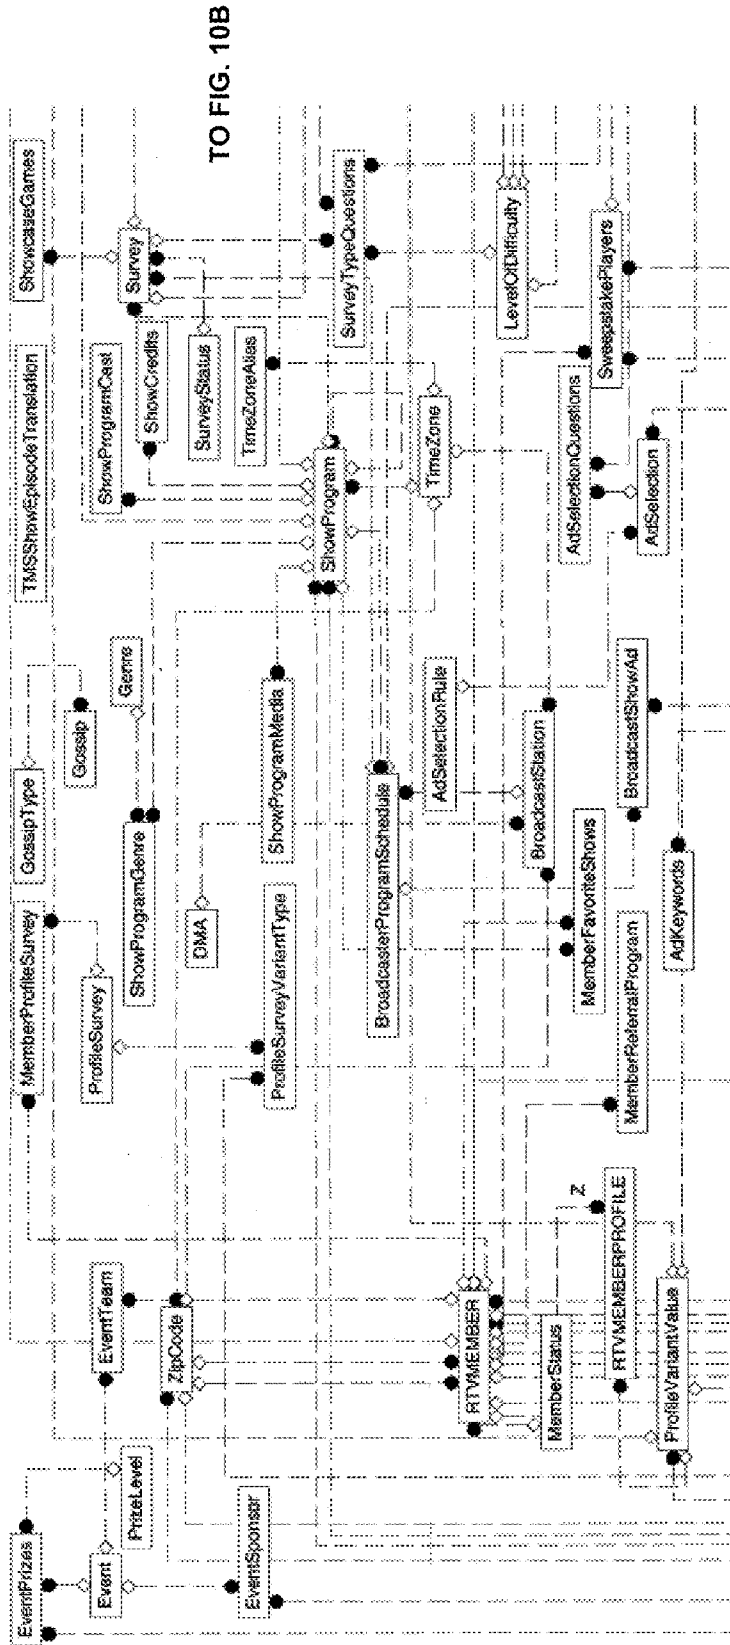 EventPrizes
Event
PrizeLevel
EventSponsor
EventTeam
ZipCode
RTVMEMBER
MemberStatus
Z
RTVMEMBERPROFILE
ProfileVariantValue
MemberProfileSurvey
ProfileSurvey
ProfileSurveyVariantType
GossipType
Gossip
Genre
ShowProgramGenre
DMA
ShowProgramMedia
BroadcasterProgramSchedule
AdSelectionRule
BroadcastStation
MemberFavoriteShows
MemberReferralProgram
BroadcastShowAd
AdKeywords
TMSShowEpisodeTranslation
ShowProgramCast
ShowCredits
SurveyStatus
TimeZoneAlias
ShowProgram
TimeZone
AdSelectionQuestions
AdSelection
ShowcaseGames
Survey
SurveyTypeQuestions
LevelOfDifficulty
SweepstakePlayers
TO FIG. 10B